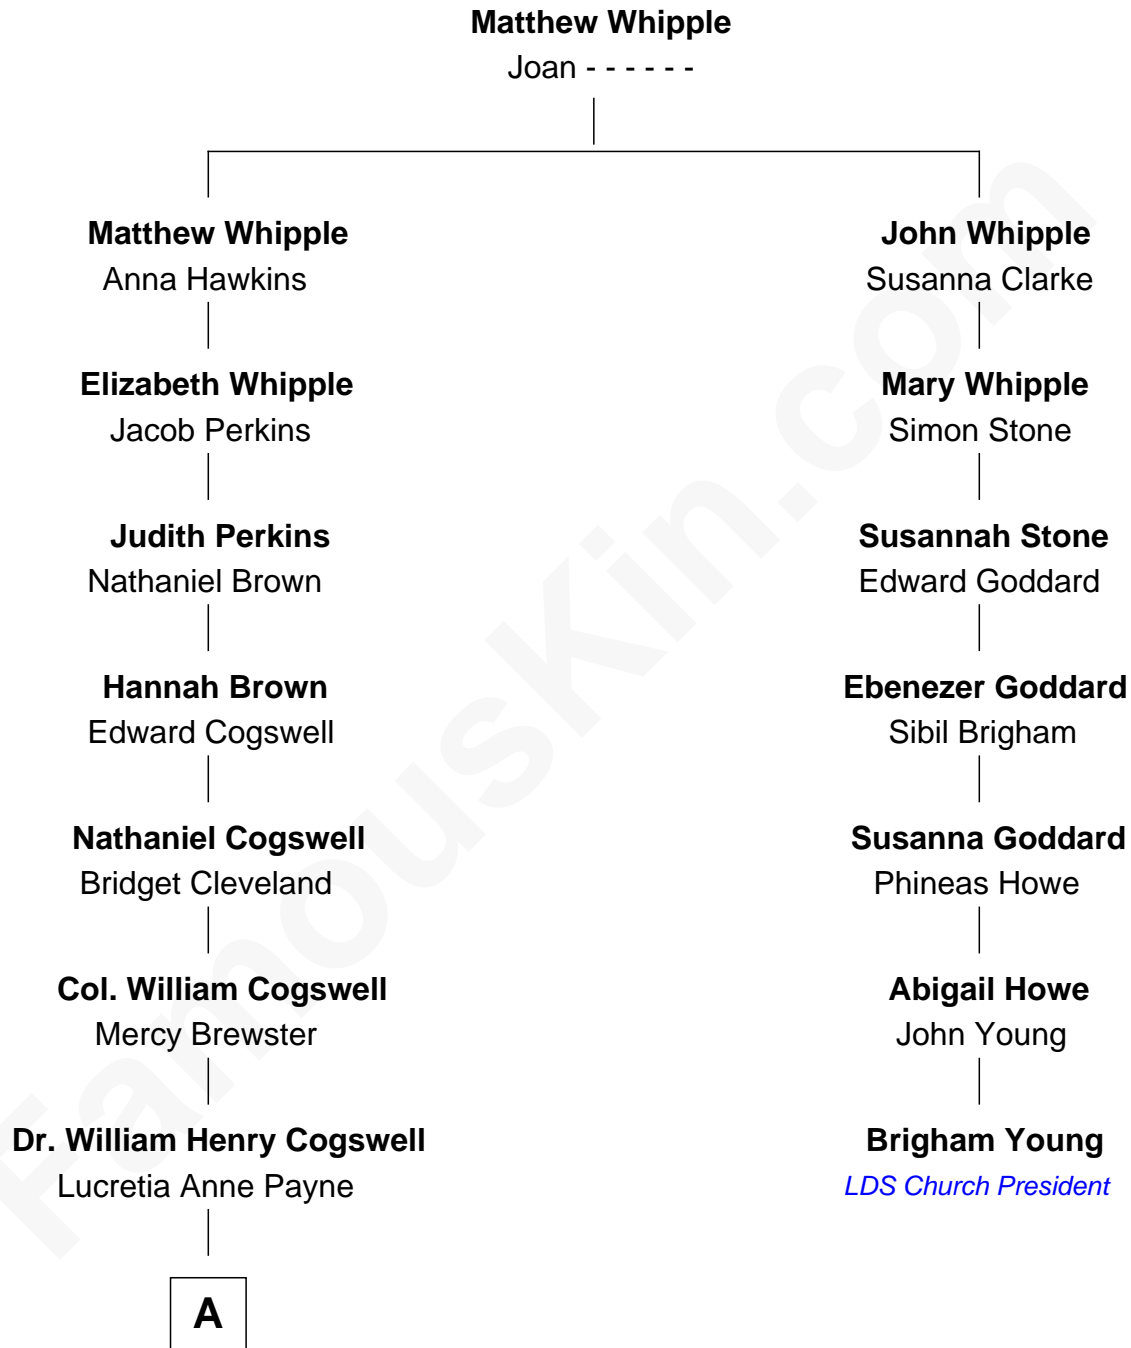 Matthew Whipple
Joan - - - - - -
Matthew Whipple
Anna Hawkins
John Whipple
Susanna Clarke
Elizabeth Whipple
Jacob Perkins
Mary Whipple
Simon Stone
Judith Perkins
Nathaniel Brown
Susannah Stone
Edward Goddard
Hannah Brown
Edward Cogswell
Ebenezer Goddard
Sibil Brigham
Nathaniel Cogswell
Bridget Cleveland
Susanna Goddard
Phineas Howe
Col. William Cogswell
Mercy Brewster
Abigail Howe
John Young
Dr. William Henry Cogswell
Lucretia Anne Payne
Brigham Young
LDS Church President
A
FamousKin.com